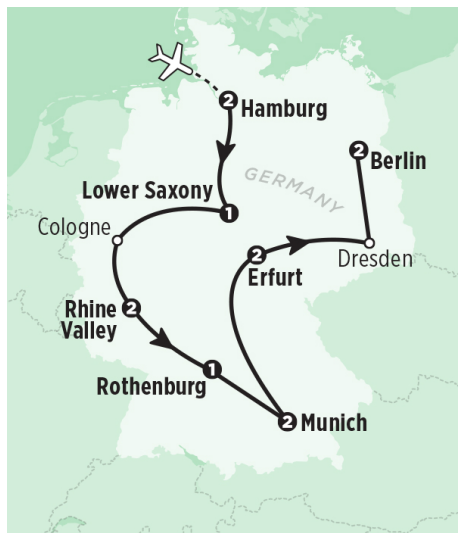 2 Hamburg
2 Berlin
GERMANY
Lower Saxony 1
Cologne
2 Erfurt
Dresden
Rhine 2
Valley
1
Rothenburg
2 Munich